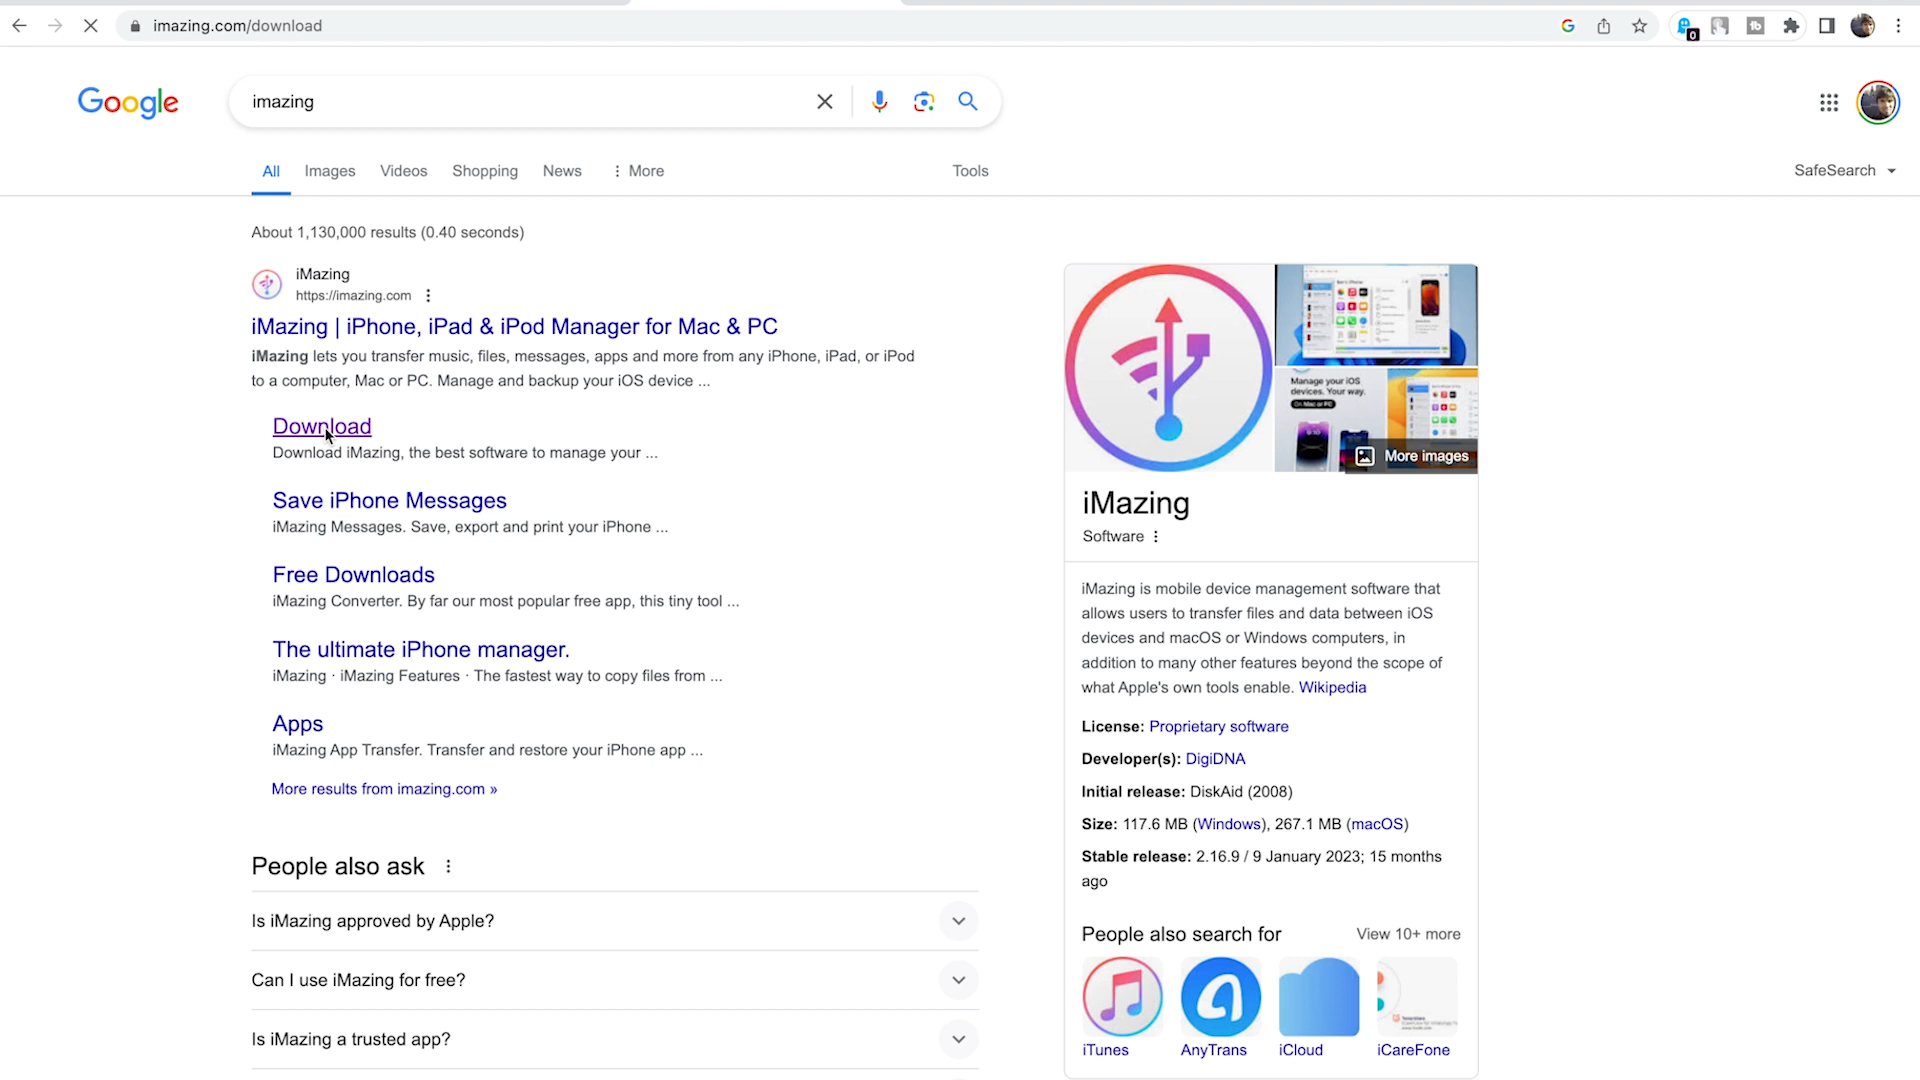 imazing.com/download
0
Google
imazing
All
Images
Videos
Shopping
News
More
Tools
SafeSearch
About 1,130,000 results (0.40 seconds)
iMazing
https://imazing.com
iMazing | iPhone, iPad & iPod Manager for Mac & PC
iMazing lets you transfer music, files, messages, apps and more from any iPhone, iPad, or iPod
to a computer, Mac or PC. Manage and backup your iOS device ...
Download
Download iMazing, the best software to manage your ...
Save iPhone Messages
iMazing Messages. Save, export and print your iPhone ...
Free Downloads
iMazing Converter. By far our most popular free app, this tiny tool ...
The ultimate iPhone manager.
iMazing · iMazing Features · The fastest way to copy files from ...
Apps
iMazing App Transfer. Transfer and restore your iPhone app ...
More results from imazing.com »
People also ask
Is iMazing approved by Apple?
Can I use iMazing for free?
Is iMazing a trusted app?
Manage your iOS
devices. Your way.
On Mac or PC
More images
iMazing
Software
iMazing is mobile device management software that
allows users to transfer files and data between iOS
devices and macOS or Windows computers, in
addition to many other features beyond the scope of
what Apple's own tools enable. Wikipedia
License: Proprietary software
Developer(s): DigiDNA
Initial release: DiskAid (2008)
Size: 117.6 MB (Windows), 267.1 MB (macOS)
Stable release: 2.16.9 / 9 January 2023; 15 months
ago
People also search for
View 10+ more
iTunes
AnyTrans
iCloud
iCareFone